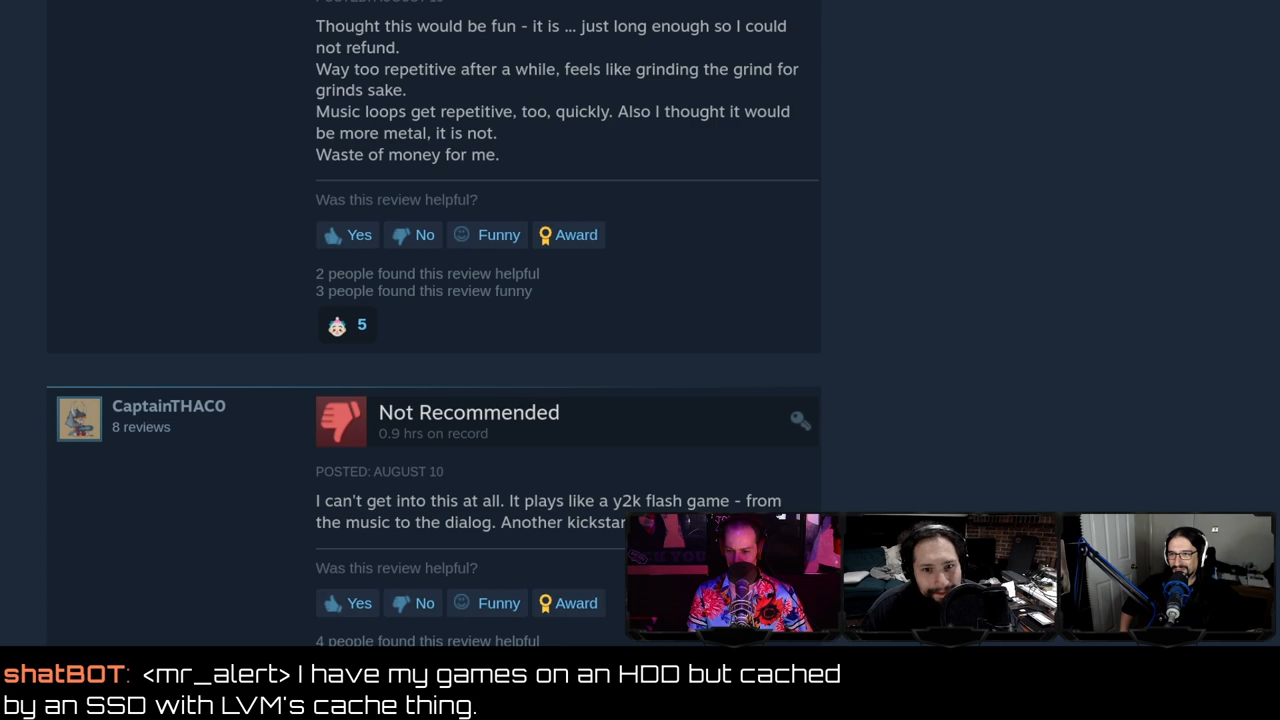 Thought this would be fun - it is ... just long enough so I could
not refund.
Way too repetitive after a while, feels like grinding the grind for
grinds sake.
Music loops get repetitive, too, quickly. Also I thought it would
be more metal, it is not.
Waste of money for me.
Was this review helpful?
Yes No Funny Award
2 people found this review helpful
3 people found this review funny
5
CaptainTHAC0
8 reviews
Not Recommended
0.9 hrs on record
POSTED: AUGUST 10
I can't get into this at all. It plays like a y2k flash game - from
the music to the dialog. Another
Was this review helpful?
Yes No Funny Award
4 people found this review helpful
shatBOT: <mr_alert> I have my games on an HDD but cached
by an SSD with LVM's cache thing.